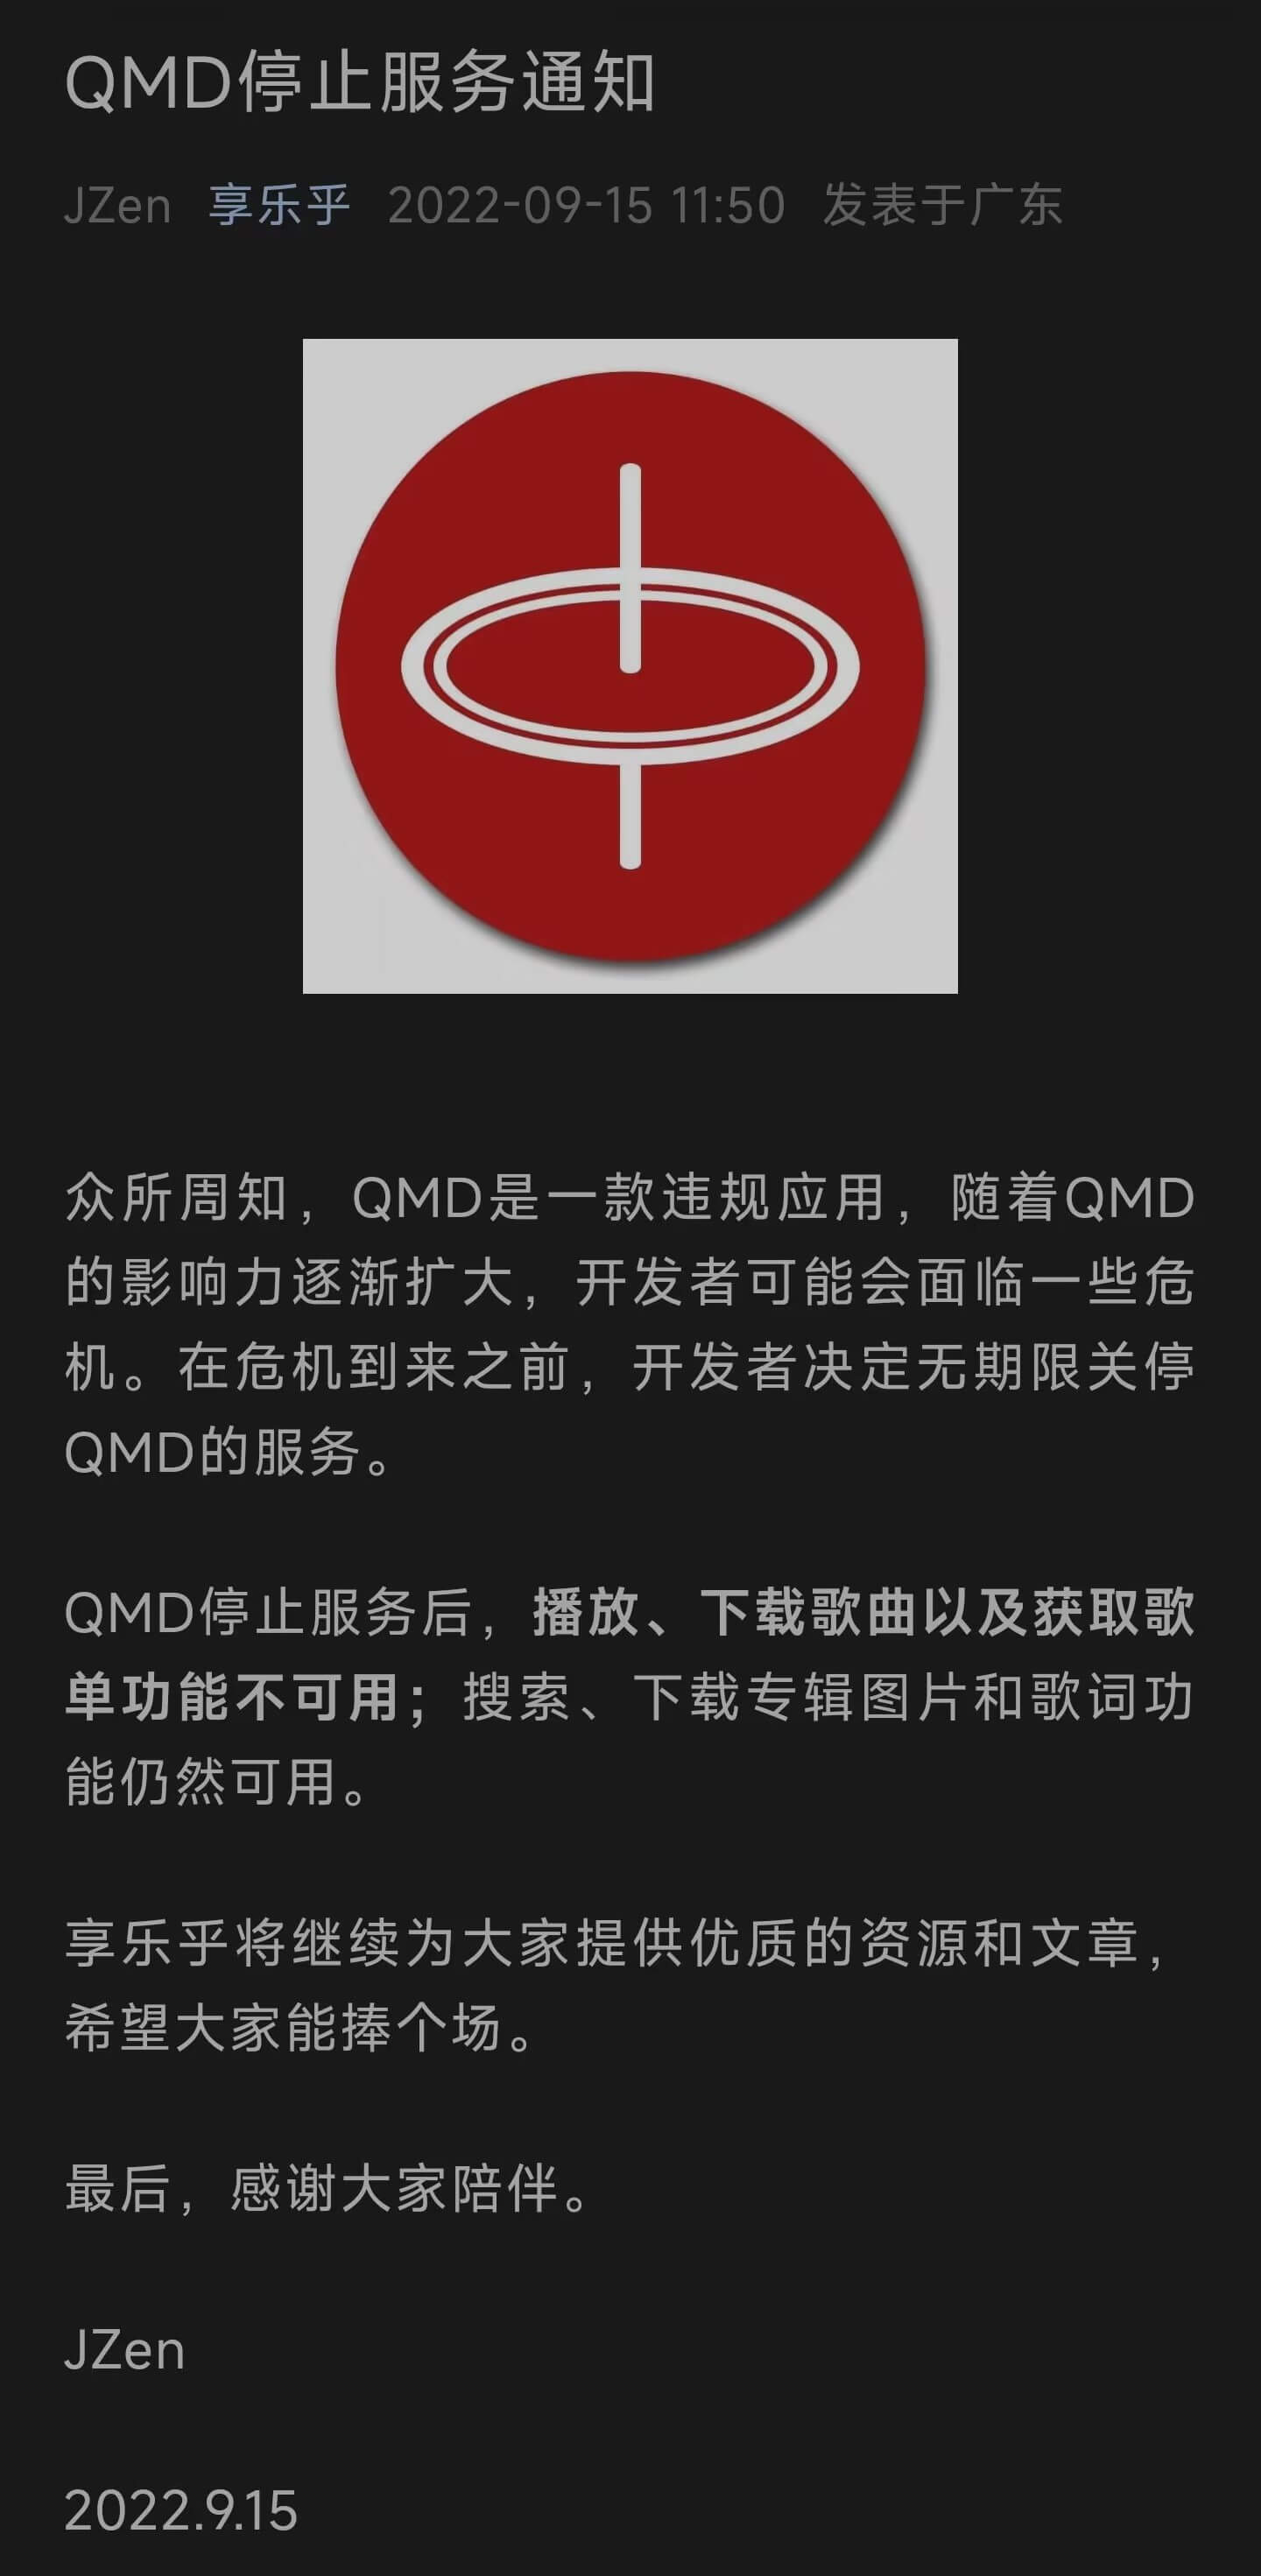 QMD停止服务通知
JZen 享乐乎 2022-09-15 11:50 发表于广东
众所周知，QMD是一款违规应用，随着QMD
的影响力逐渐扩大，开发者可能会面临一些危
机。在危机到来之前，开发者决定无期限关停
QMD的服务。
QMD停止服务后，播放、下载歌曲以及获取歌
单功能不可用；搜索、下载专辑图片和歌词功
能仍然可用。
享乐乎将继续为大家提供优质的资源和文章，
希望大家能捧个场。
最后，感谢大家陪伴。
JZen
2022.9.15